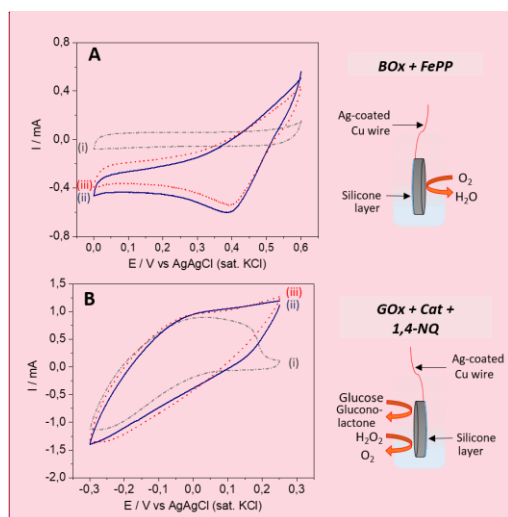 A
0,8
0,4
0,0
-0,4
-0,8
I / mA
(i)
(iii)
(ii)
0,0 0,1 0,2 0,3 0,4 0,5 0,6
E / V vs AgAgCl (sat. KCl)
BOx + FePP
Ag-coated
Cu wire
Silicone
layer
O₂
H₂O
B
1,5
1,0
0,5
0,0
-0,5
-1,0
-1,5
-2,0
I / mA
(iii)
(ii)
(i)
-0,3 -0,2 -0,1 0,0 0,1 0,2 0,3
E / V vs AgAgCl (sat. KCl)
GOx + Cat +
1,4-NQ
Ag-coated
Cu wire
Glucose
Glucono-
lactone
H₂O₂
O₂
Silicone
layer